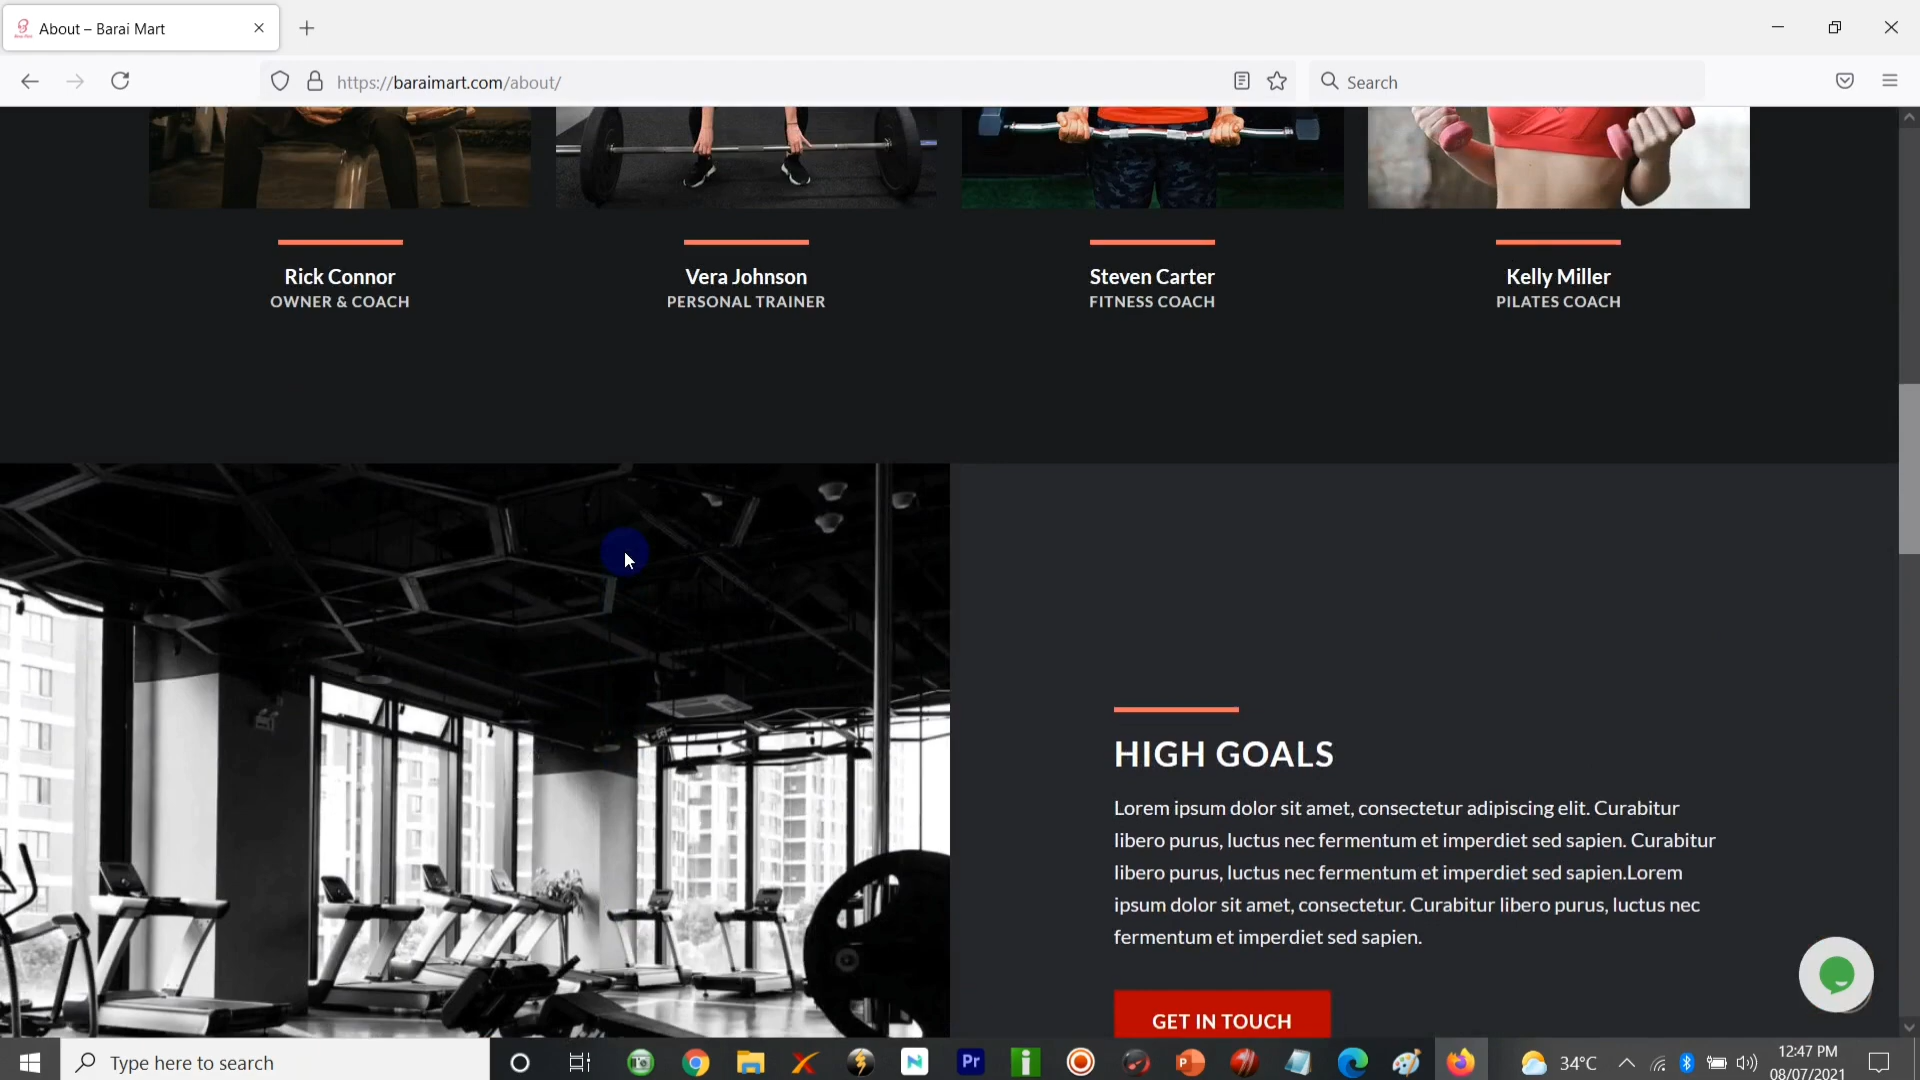 About – Barai Mart
https://baraimart.com/about/
Search
Rick Connor
OWNER & COACH
Vera Johnson
PERSONAL TRAINER
Steven Carter
FITNESS COACH
Kelly Miller
PILATES COACH
HIGH GOALS
Lorem ipsum dolor sit amet, consectetur adipiscing elit. Curabitur
libero purus, luctus nec fermentum et imperdiet sed sapien. Curabitur
libero purus, luctus nec fermentum et imperdiet sed sapien.Lorem
ipsum dolor sit amet, consectetur. Curabitur libero purus, luctus nec
fermentum et imperdiet sed sapien.
GET IN TOUCH
Type here to search
Pr
34°C
12:47 PM
08/07/2021